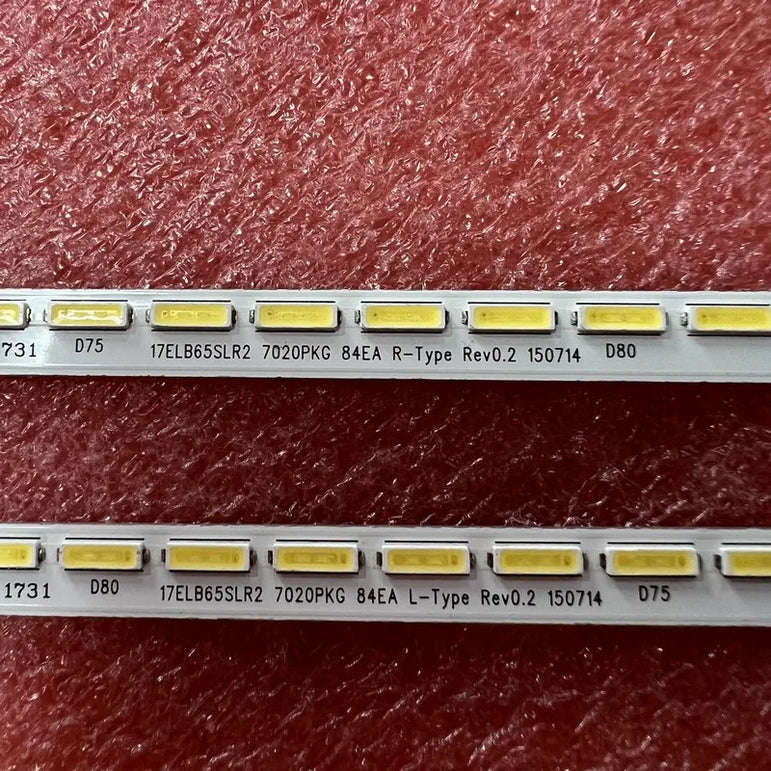 1731 D75 17ELB65SLR2 7020PKG 84EA R-Type Rev0.2 150714 D80
1731 D80 17ELB65SLR2 7020PKG 84EA L-Type Rev0.2 150714 D75